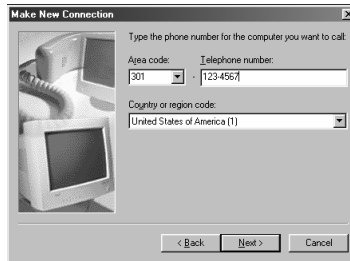 Make New Connection
Type the phone number for the computer you want to call:
Area code: Telephone number:
301 - 123-4567
Country or region code:
United States of America (1)
< Back Next > Cancel